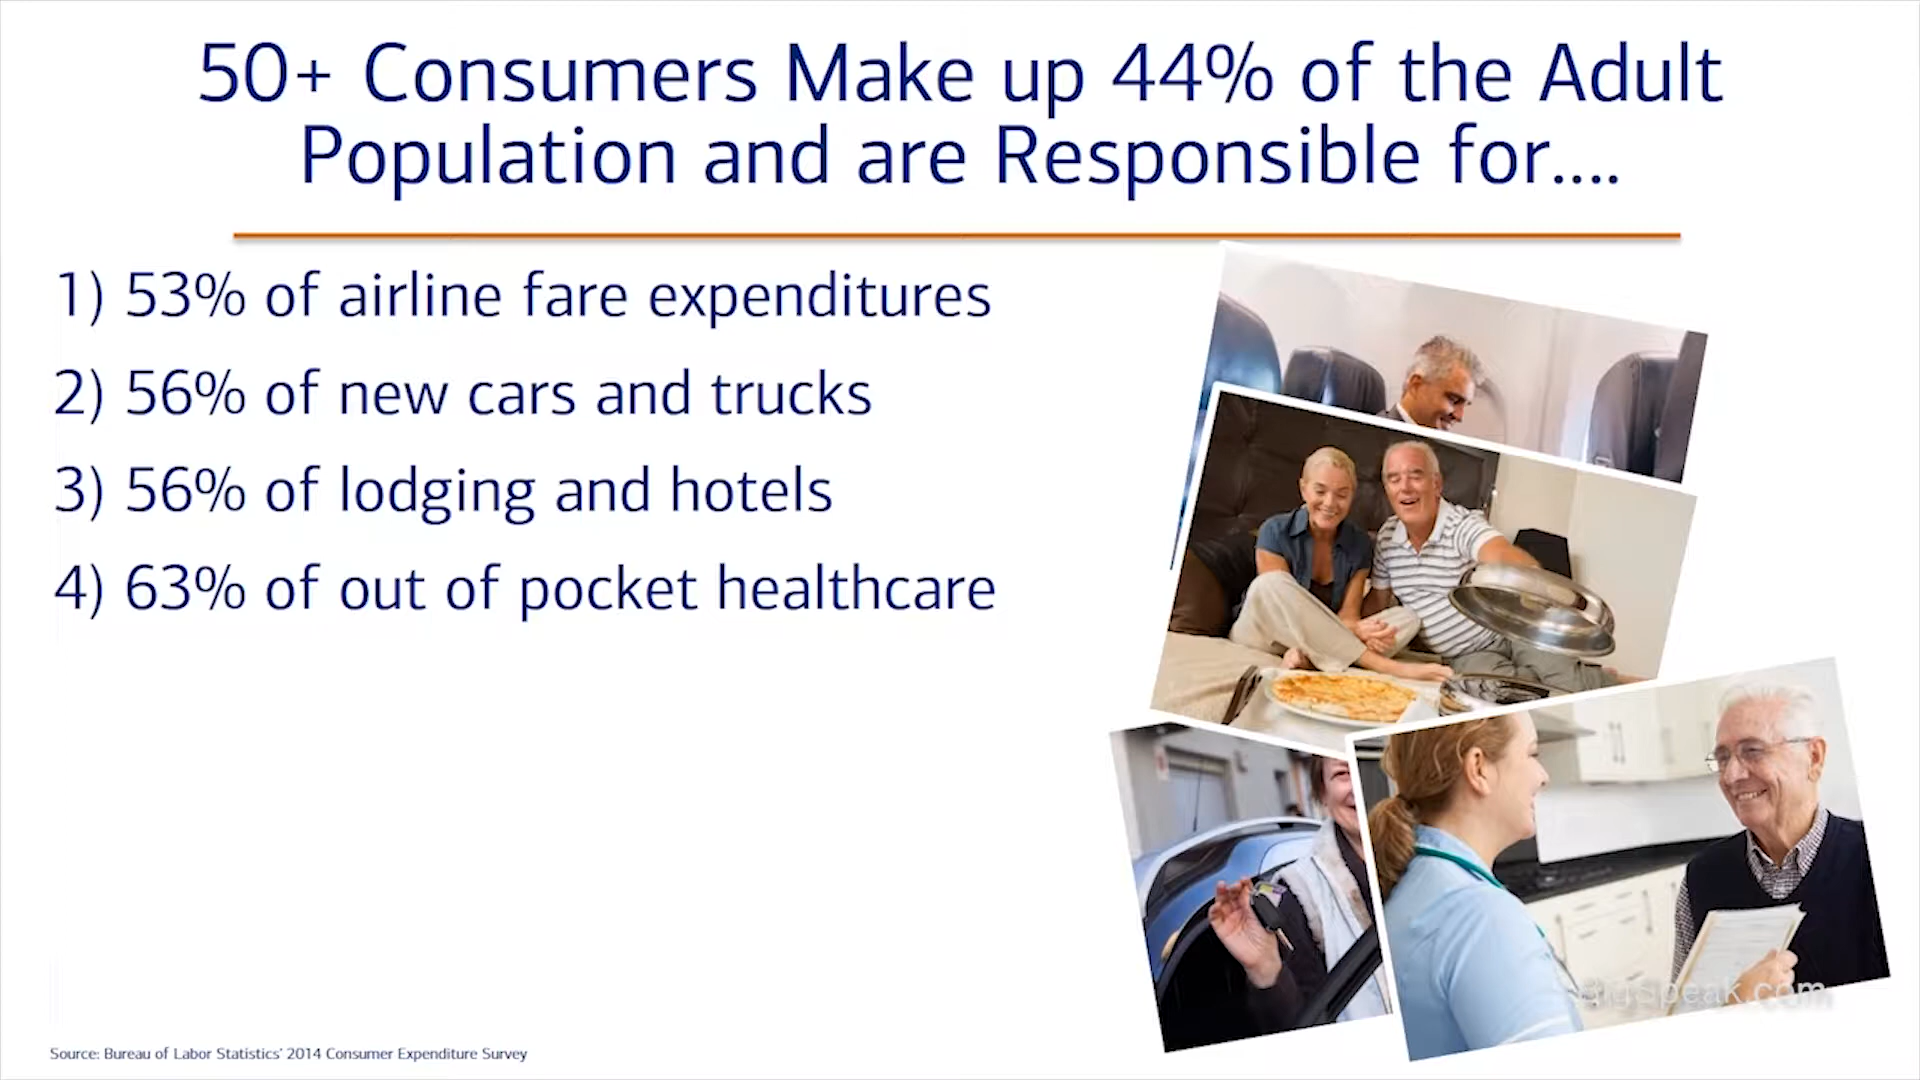 50+ Consumers Make up 44% of the Adult
Population and are Responsible for....
1) 53% of airline fare expenditures
2) 56% of new cars and trucks
3) 56% of lodging and hotels
4) 63% of out of pocket healthcare
BigSpeak.com
Source: Bureau of Labor Statistics' 2014 Consumer Expenditure Survey